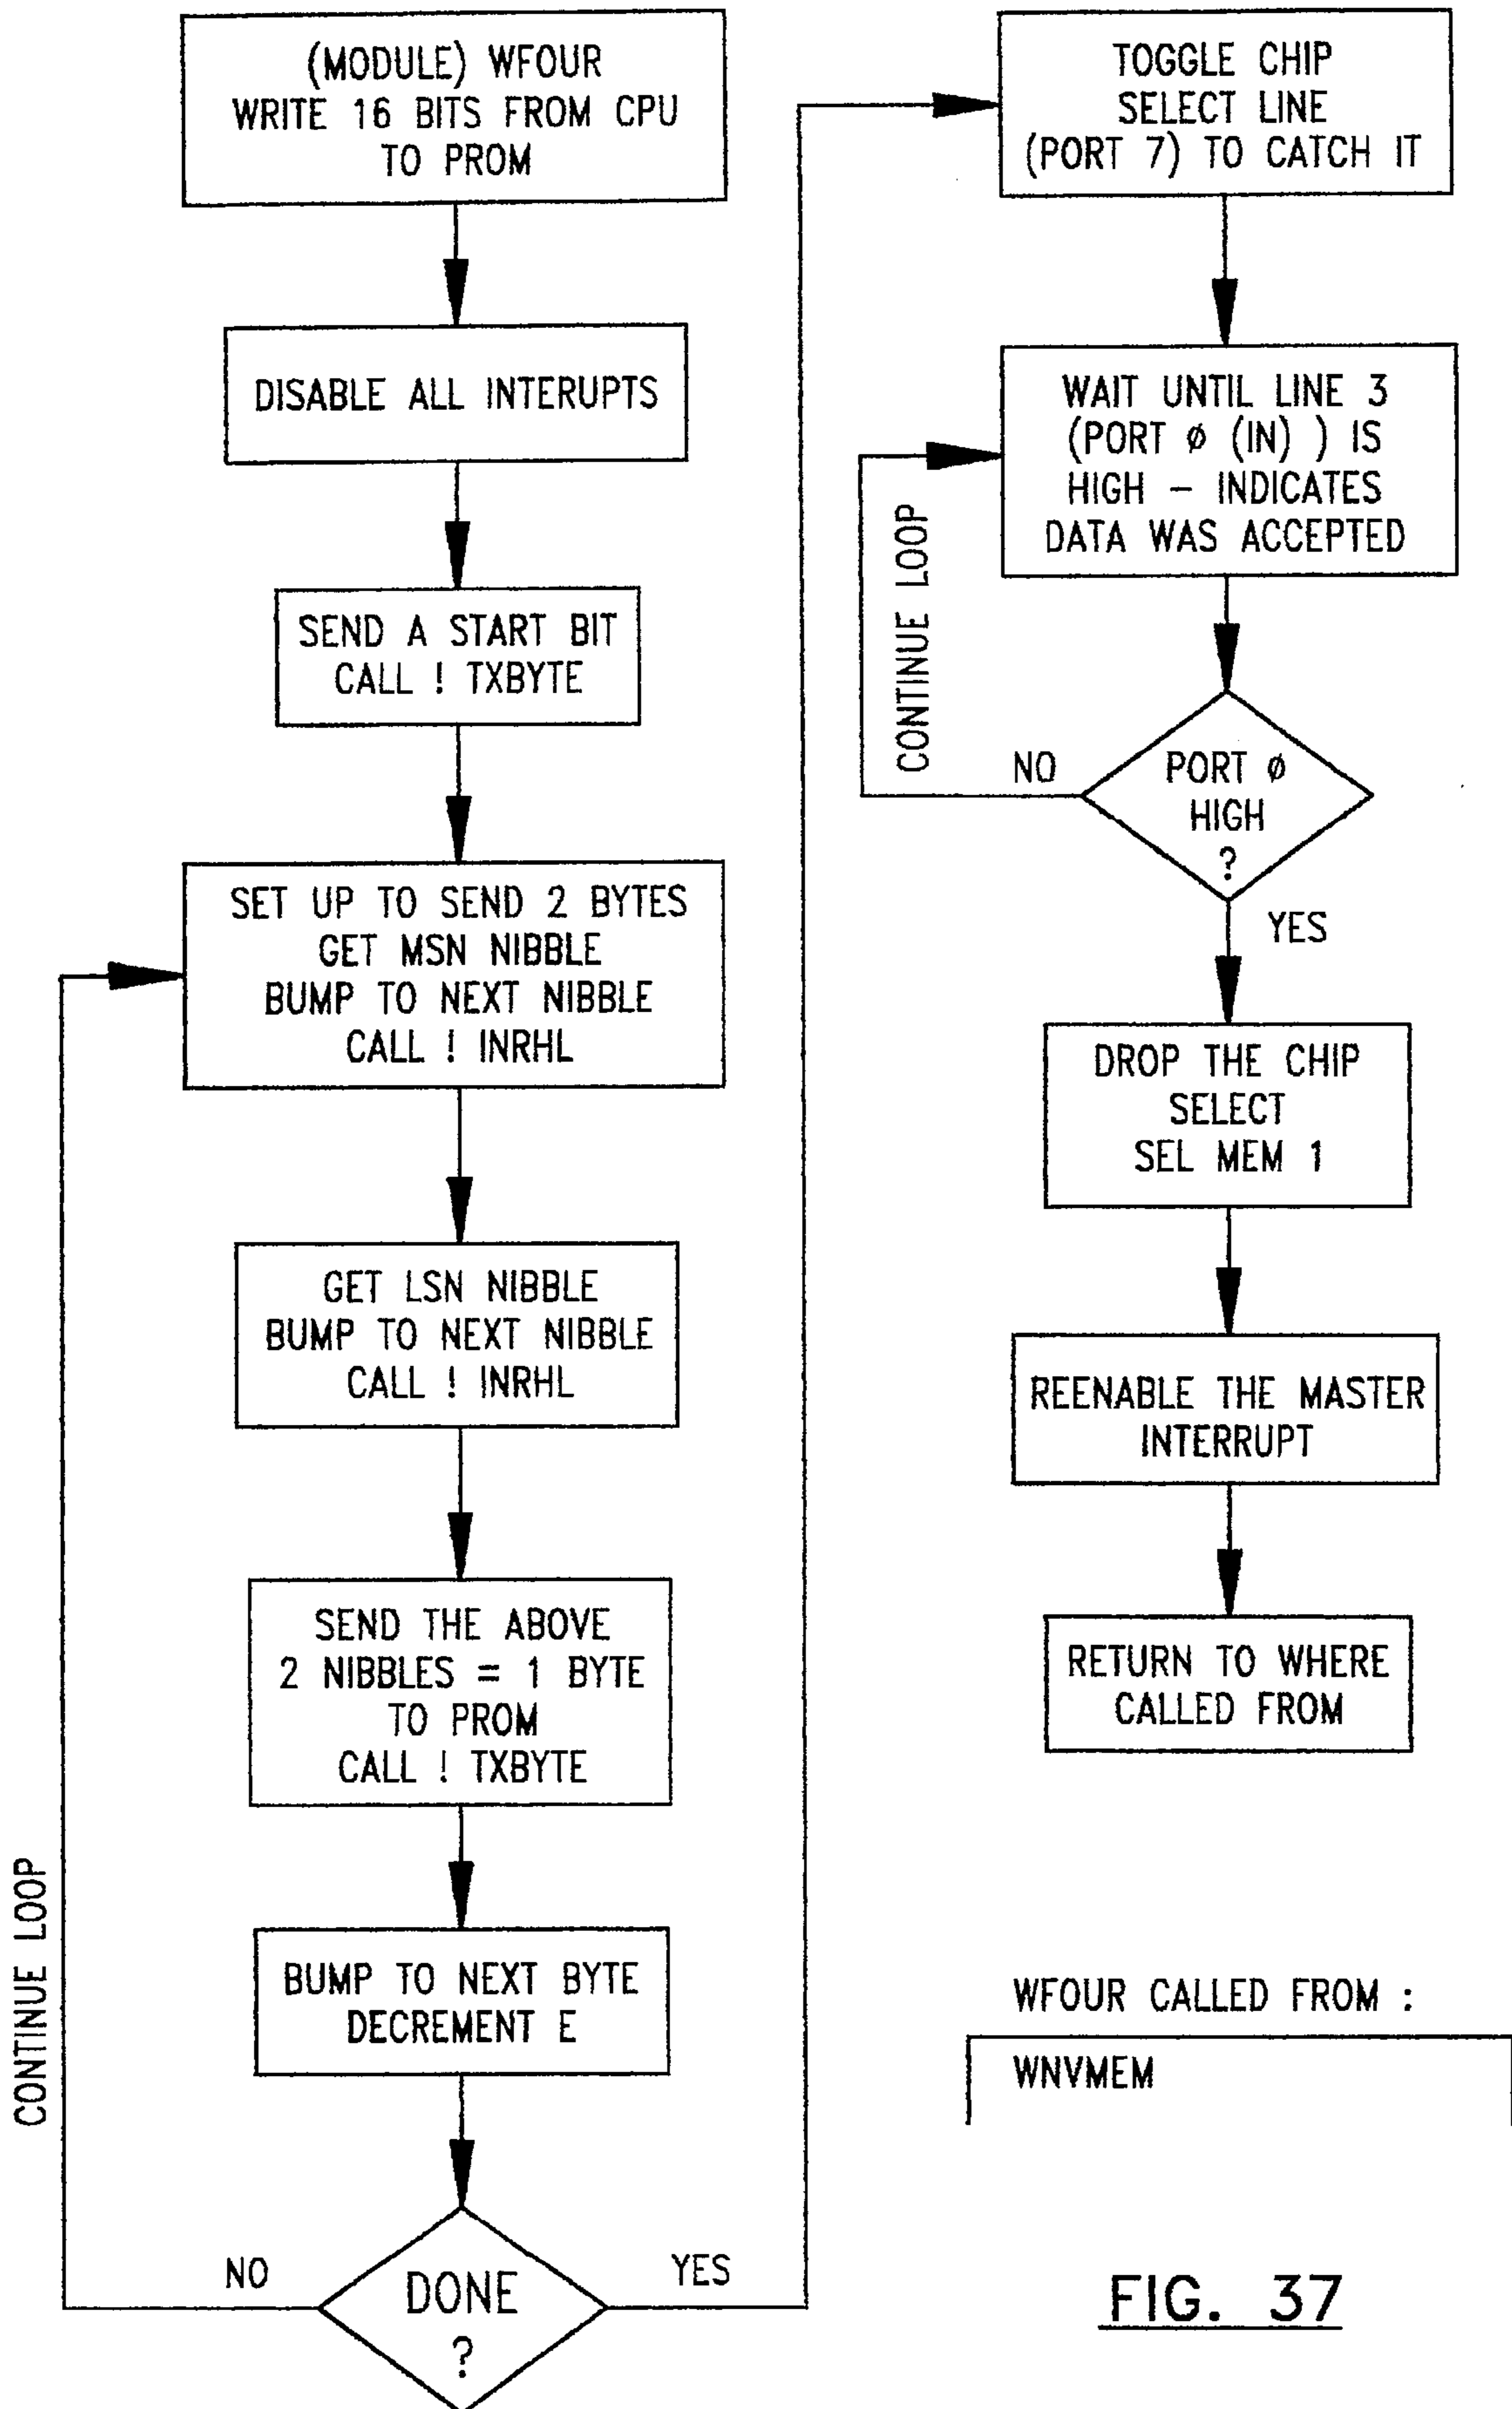 (MODULE) WFOUR
WRITE 16 BITS FROM CPU
TO PROM
DISABLE ALL INTERUPTS
SEND A START BIT
CALL ! TXBYTE
SET UP TO SEND 2 BYTES
GET MSN NIBBLE
BUMP TO NEXT NIBBLE
CALL ! INRHL
GET LSN NIBBLE
BUMP TO NEXT NIBBLE
CALL ! INRHL
SEND THE ABOVE
2 NIBBLES = 1 BYTE
TO PROM
CALL ! TXBYTE
BUMP TO NEXT BYTE
DECREMENT E
DONE
?
NO
CONTINUE LOOP
YES
TOGGLE CHIP
SELECT LINE
(PORT 7) TO CATCH IT
WAIT UNTIL LINE 3
(PORT ø (IN) ) IS
HIGH – INDICATES
DATA WAS ACCEPTED
PORT ø
HIGH
?
NO
CONTINUE LOOP
YES
DROP THE CHIP
SELECT
SEL MEM 1
REENABLE THE MASTER
INTERRUPT
RETURN TO WHERE
CALLED FROM
WFOUR CALLED FROM :
WNVMEM
FIG. 37